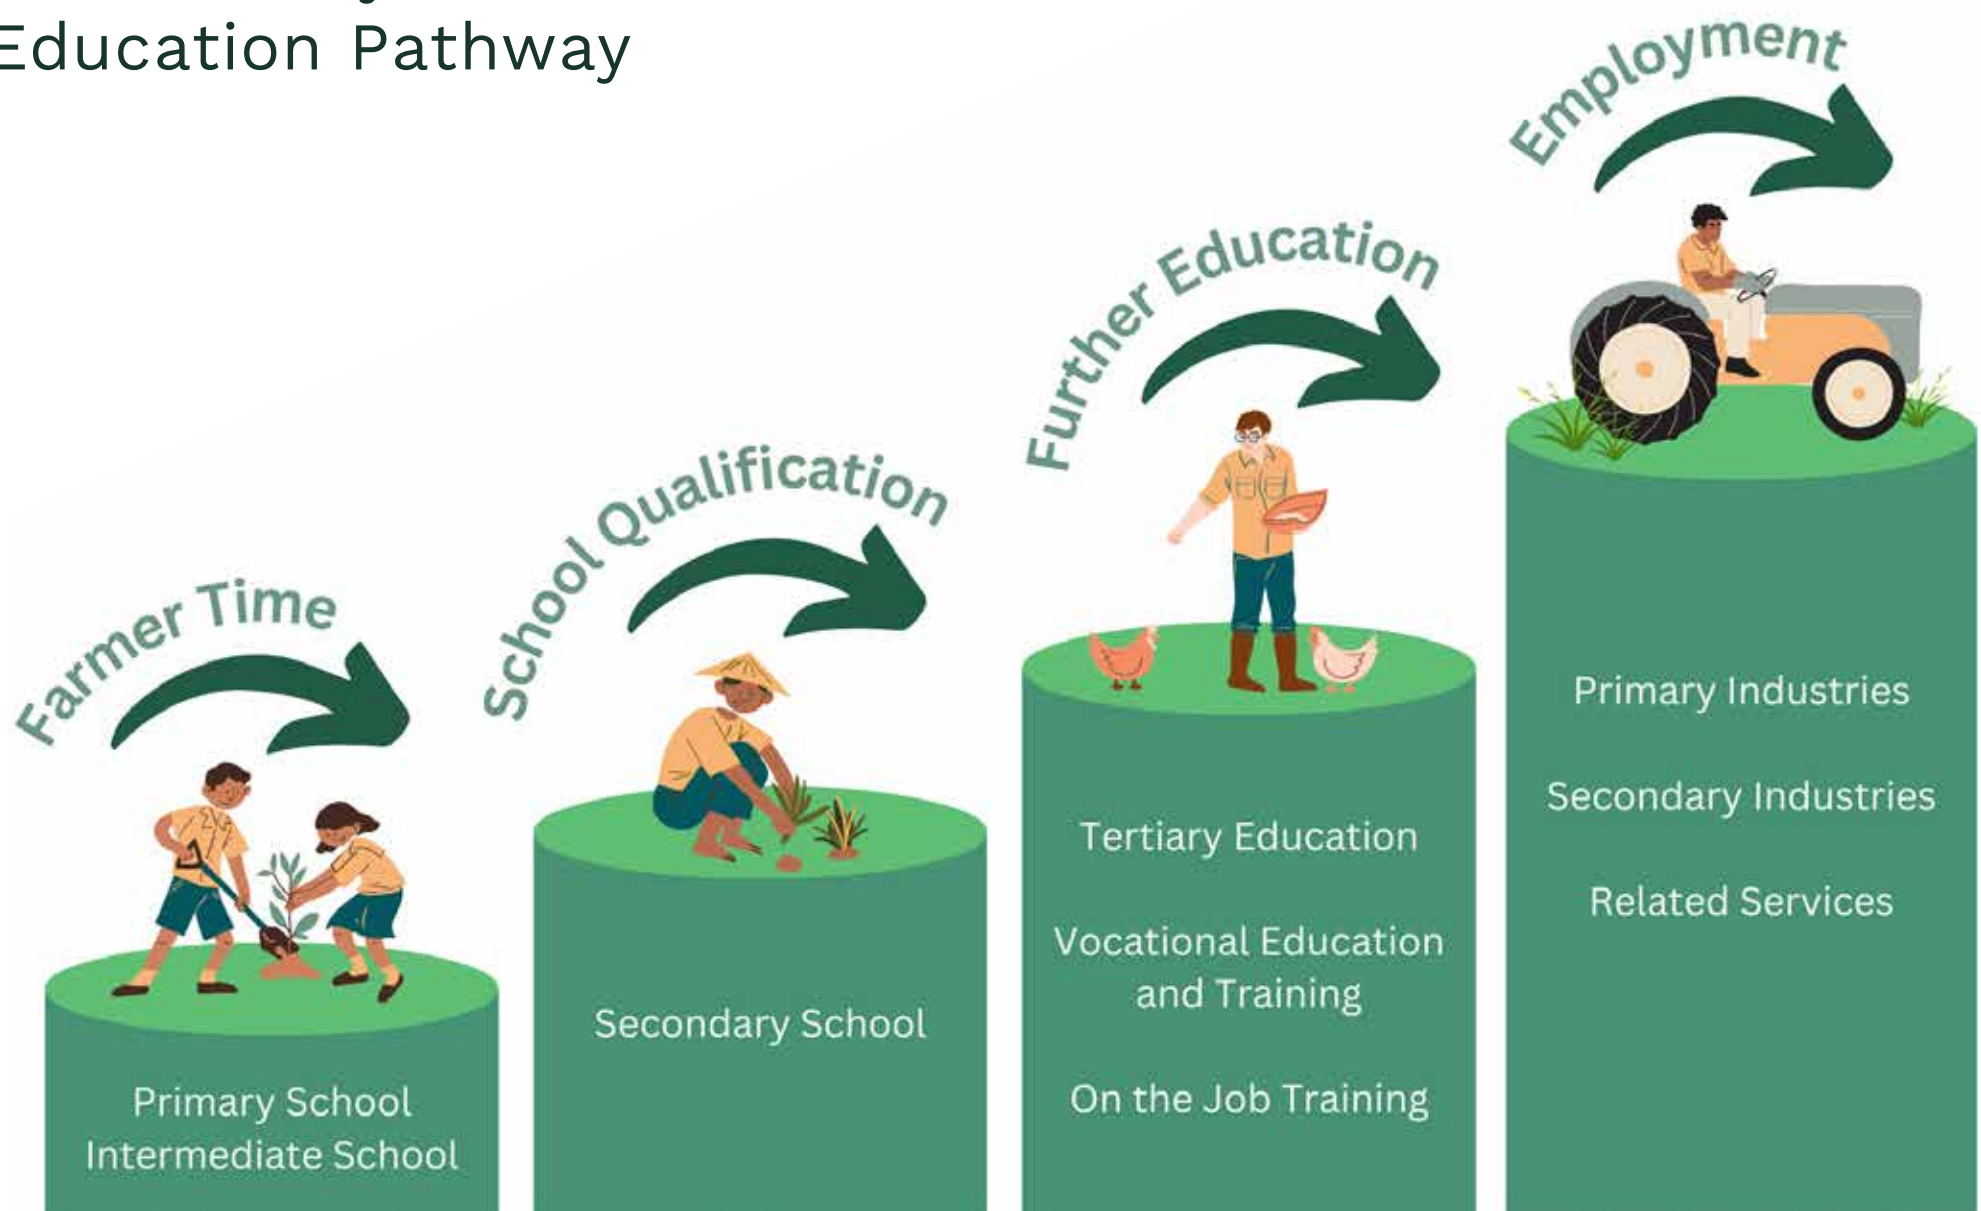 Education Pathway
Farmer Time
Primary School
Intermediate School
School Qualification
Secondary School
Further Education
Tertiary Education
Vocational Education
and Training
On the Job Training
Employment
Primary Industries
Secondary Industries
Related Services